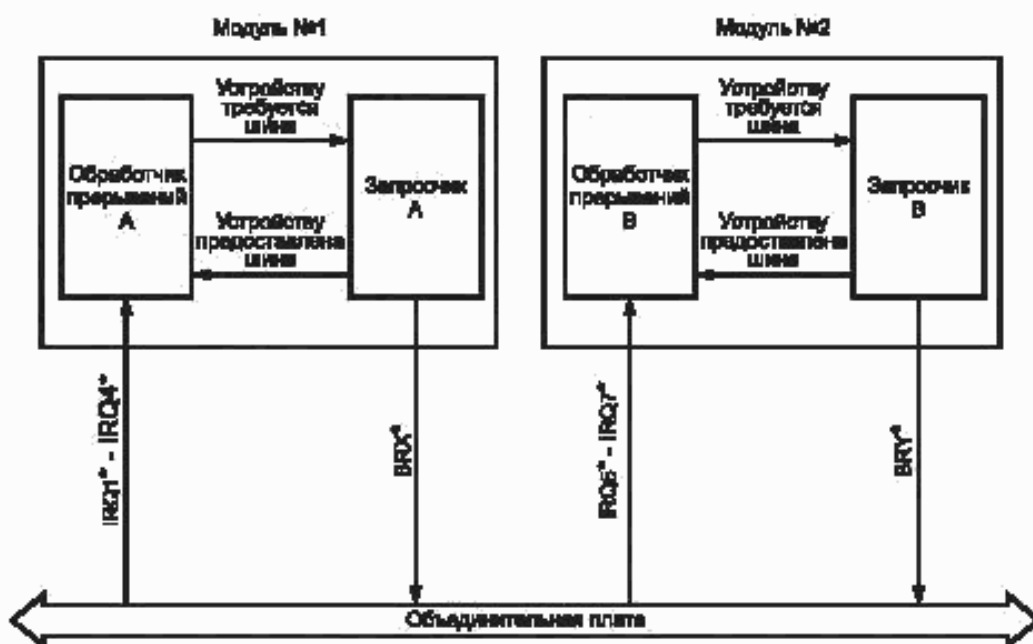 Модуль №1
Модуль №2
Устройству
требуется
шина
Обработчик
прерываний
A
Запросчик
A
Устройству
предоставлена
шина
Устройству
требуется
шина
Обработчик
прерываний
B
Запросчик
B
Устройству
предоставлена
шина
IRQ1* - IRQ4*
BRX*
IRQ5* - IRQ7*
BRY*
Объединительная плата